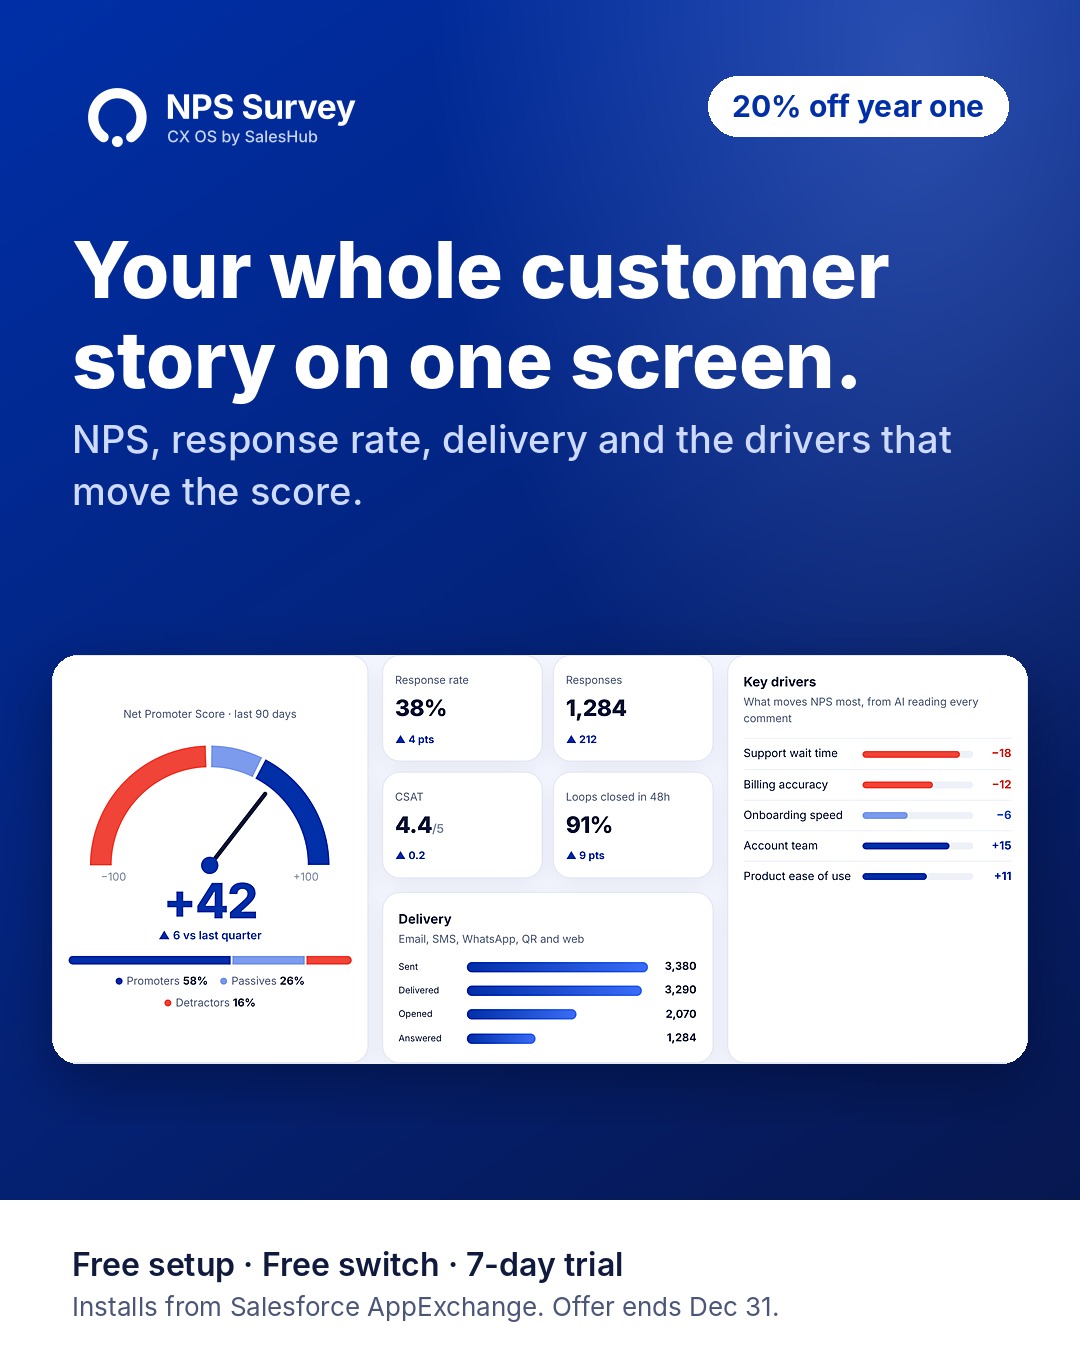 NPS Survey
CX OS by SalesHub
20% off year one
Your whole customer
story on one screen.
NPS, response rate, delivery and the drivers that
move the score.
Net Promoter Score · last 90 days
−100
+100
+42
▲ 6 vs last quarter
Promoters 58% Passives 26%
Detractors 16%
Response rate
38%
▲ 4 pts
Responses
1,284
▲ 212
CSAT
4.4/5
▲ 0.2
Loops closed in 48h
91%
▲ 9 pts
Delivery
Email, SMS, WhatsApp, QR and web
Sent 3,380
Delivered 3,290
Opened 2,070
Answered 1,284
Key drivers
What moves NPS most, from AI reading every
comment
Support wait time −18
Billing accuracy −12
Onboarding speed −6
Account team +15
Product ease of use +11
Free setup · Free switch · 7-day trial
Installs from Salesforce AppExchange. Offer ends Dec 31.